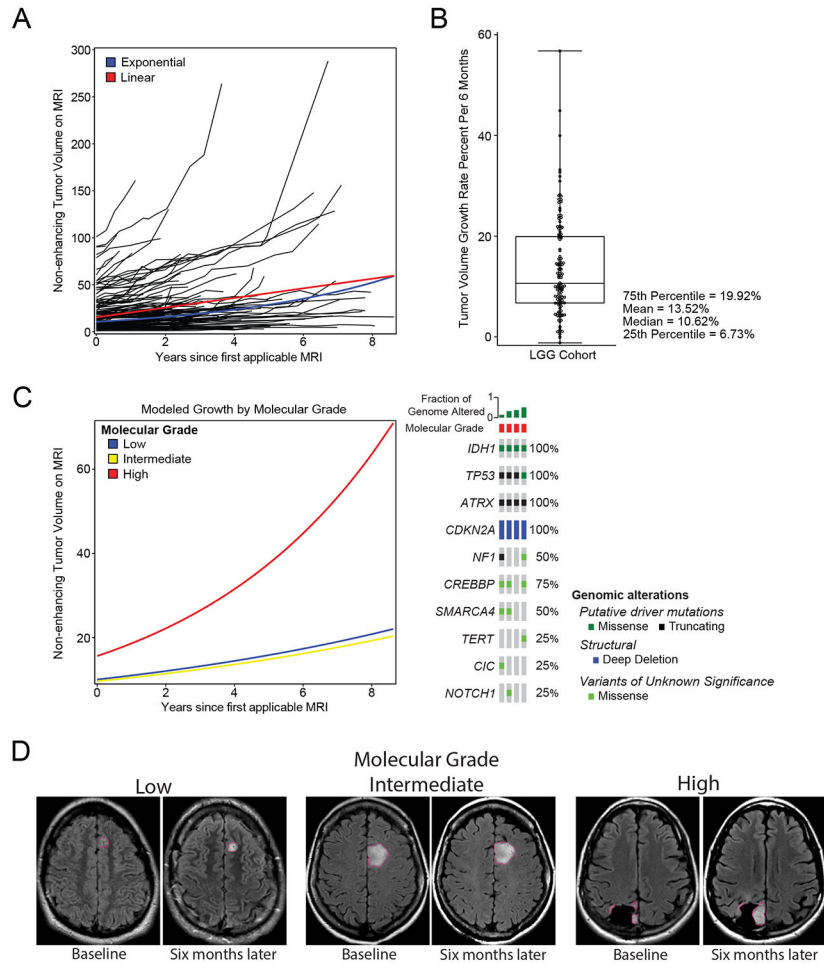 A
Non-enhancing Tumor Volume on MRI
300
250
200
150
100
50
0
Exponential
Linear
0 2 4 6 8
Years since first applicable MRI
B
Tumor Volume Growth Rate Percent Per 6 Months
60
40
20
0
LGG Cohort
75th Percentile = 19.92%
Mean = 13.52%
Median = 10.62%
25th Percentile = 6.73%
C
Modeled Growth by Molecular Grade
Non-enhancing Tumor Volume on MRI
Molecular Grade
Low
Intermediate
High
60
40
20
0 2 4 6 8
Years since first applicable MRI
Fraction of
Genome Altered
1
0
Molecular Grade
IDH1 100%
TP53 100%
ATRX 100%
CDKN2A 100%
NF1 50%
CREBBP 75%
SMARCA4 50%
TERT 25%
CIC 25%
NOTCH1 25%
Genomic alterations
Putative driver mutations
Missense Truncating
Structural
Deep Deletion
Variants of Unknown Significance
Missense
D
Molecular Grade
Low Intermediate High
Baseline Six months later Baseline Six months later Baseline Six months later